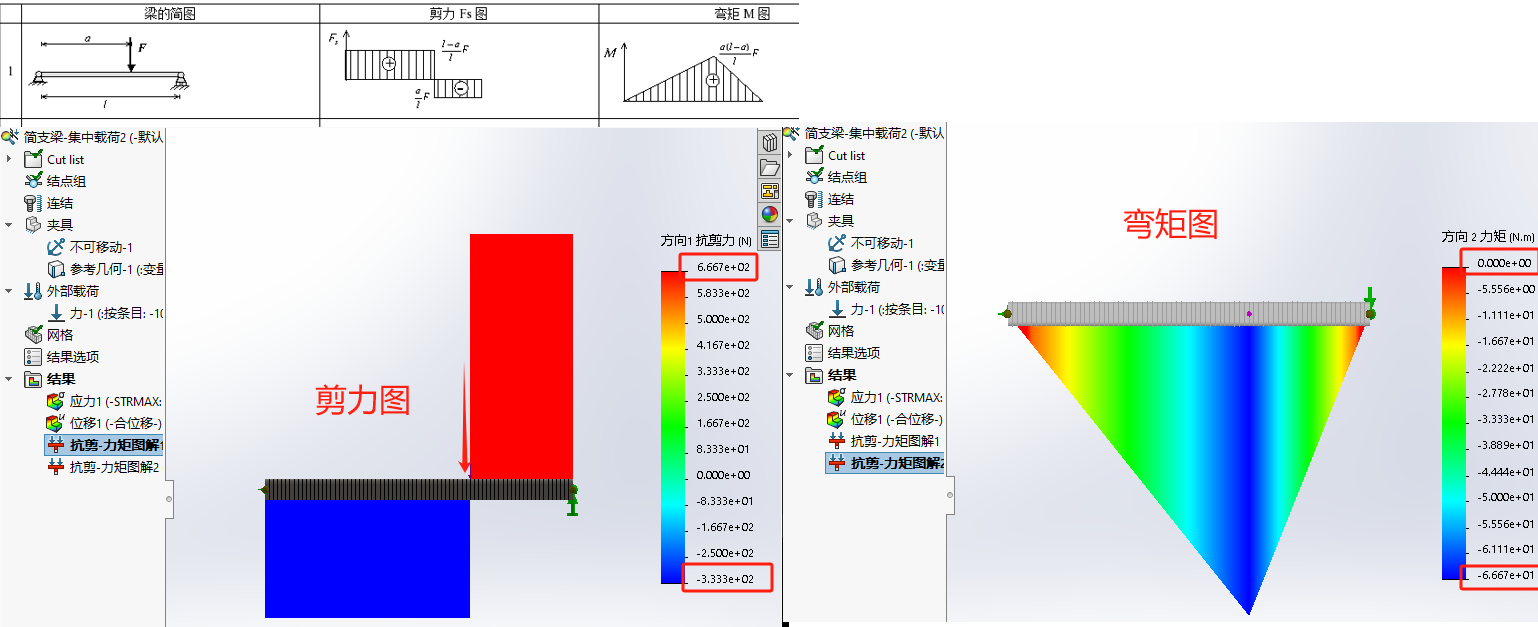 梁的简图
剪力 Fs 图
弯矩 M 图
1
a
F
l
Fs
l-a
l F
a
l F
M
a(l-a)
l F
简支梁-集中载荷2 (-默认
Cut list
结点组
连结
夹具
不可移动-1
参考几何-1 (:变量
外部载荷
力-1 (:按条目: -10
网格
结果选项
结果
应力1 (-STRMAX:
位移1 (-合位移-)
抗剪-力矩图解1
抗剪-力矩图解2
剪力图
方向1 抗剪力 (N)
6.667e+02
5.833e+02
5.000e+02
4.167e+02
3.333e+02
2.500e+02
1.667e+02
8.333e+01
0.000e+00
-8.333e+01
-1.667e+02
-2.500e+02
-3.333e+02
简支梁-集中载荷2 (-默认
Cut list
结点组
连结
夹具
不可移动-1
参考几何-1 (:变量
外部载荷
力-1 (:按条目: -10
网格
结果选项
结果
应力1 (-STRMAX:
位移1 (-合位移-)
抗剪-力矩图解1
抗剪-力矩图解2
弯矩图
方向 2 力矩 (N.m)
0.000e+00
-5.556e+00
-1.111e+01
-1.667e+01
-2.222e+01
-2.778e+01
-3.333e+01
-3.889e+01
-4.444e+01
-5.000e+01
-5.556e+01
-6.111e+01
-6.667e+01